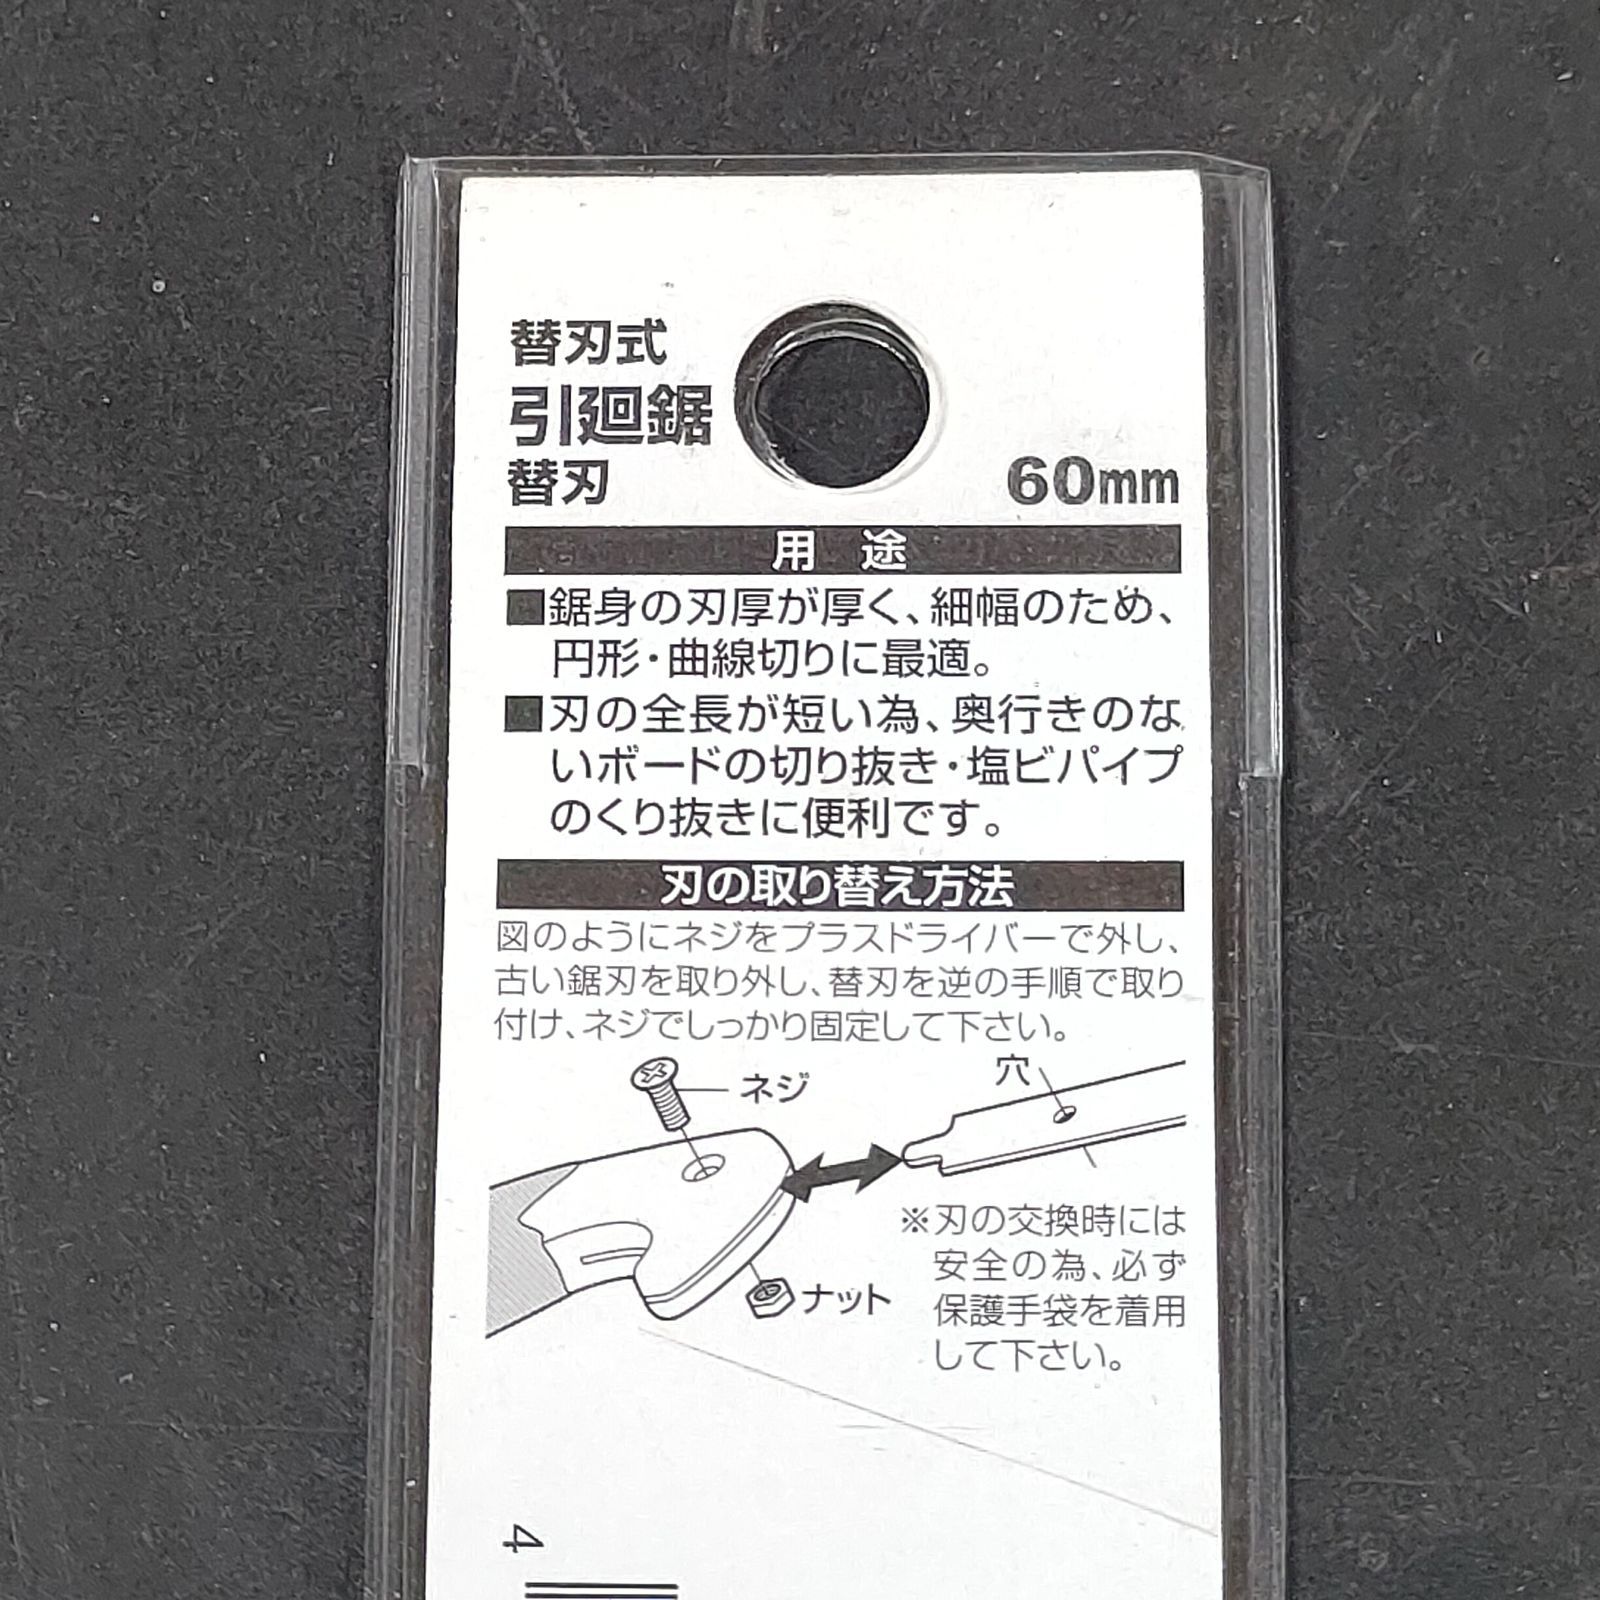 替刃式
引廻鋸
替刃
60mm
用 途
■鋸身の刃厚が厚く、細幅のため、
円形・曲線切りに最適。
■刃の全長が短い為、奥行きのな
いボードの切り抜き・塩ビパイプ
のくり抜きに便利です。
刃の取り替え方法
図のようにネジをプラスドライバーで外し、
古い鋸刃を取り外し、替刃を逆の手順で取り
付け、ネジでしっかり固定して下さい。
ネジ
穴
ナット
※刃の交換時には
安全の為、必ず
保護手袋を着用
して下さい。
4